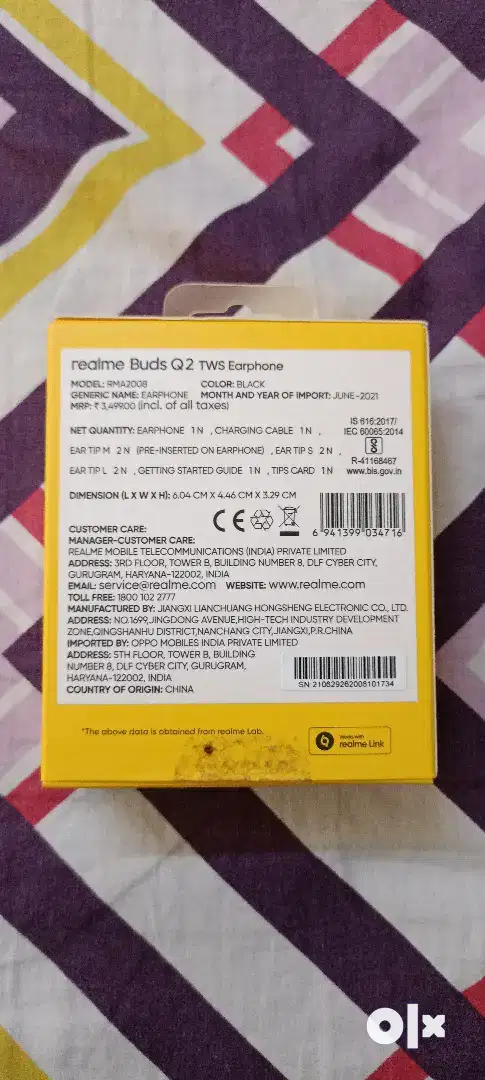 realme Buds Q2 TWS Earphone
MODEL: RMA2008 COLOR: BLACK
GENERIC NAME: EARPHONE MONTH AND YEAR OF IMPORT: JUNE-2021
MRP: ₹ 3,499.00 (incl. of all taxes)
NET QUANTITY: EARPHONE 1 N , CHARGING CABLE 1 N ,
EAR TIP M 2 N (PRE-INSERTED ON EARPHONE) , EAR TIP S 2 N ,
EAR TIP L 2 N , GETTING STARTED GUIDE 1 N , TIPS CARD 1 N
IS 616:2017/
IEC 60065:2014
R-41168467
www.bis.gov.in
DIMENSION (L X W X H): 6.04 CM X 4.46 CM X 3.29 CM
CE
6 941399 034716
CUSTOMER CARE:
MANAGER-CUSTOMER CARE:
REALME MOBILE TELECOMMUNICATIONS (INDIA) PRIVATE LIMITED
ADDRESS: 3RD FLOOR, TOWER B, BUILDING NUMBER 8, DLF CYBER CITY,
GURUGRAM, HARYANA-122002, INDIA
EMAIL: service@realme.com WEBSITE: www.realme.com
TOLL FREE: 1800 102 2777
MANUFACTURED BY: JIANGXI LIANCHUANG HONGSHENG ELECTRONIC CO., LTD.
ADDRESS: NO.1699,JINGDONG AVENUE,HIGH-TECH INDUSTRY DEVELOPMENT
ZONE,QINGSHANHU DISTRICT,NANCHANG CITY,JIANGXI,P.R.CHINA
IMPORTED BY: OPPO MOBILES INDIA PRIVATE LIMITED
ADDRESS: 5TH FLOOR, TOWER B, BUILDING
NUMBER 8, DLF CYBER CITY, GURUGRAM,
HARYANA-122002, INDIA
COUNTRY OF ORIGIN: CHINA
SN 210629262008101734
*The above data is obtained from realme Lab.
Works with
realme Link
olx